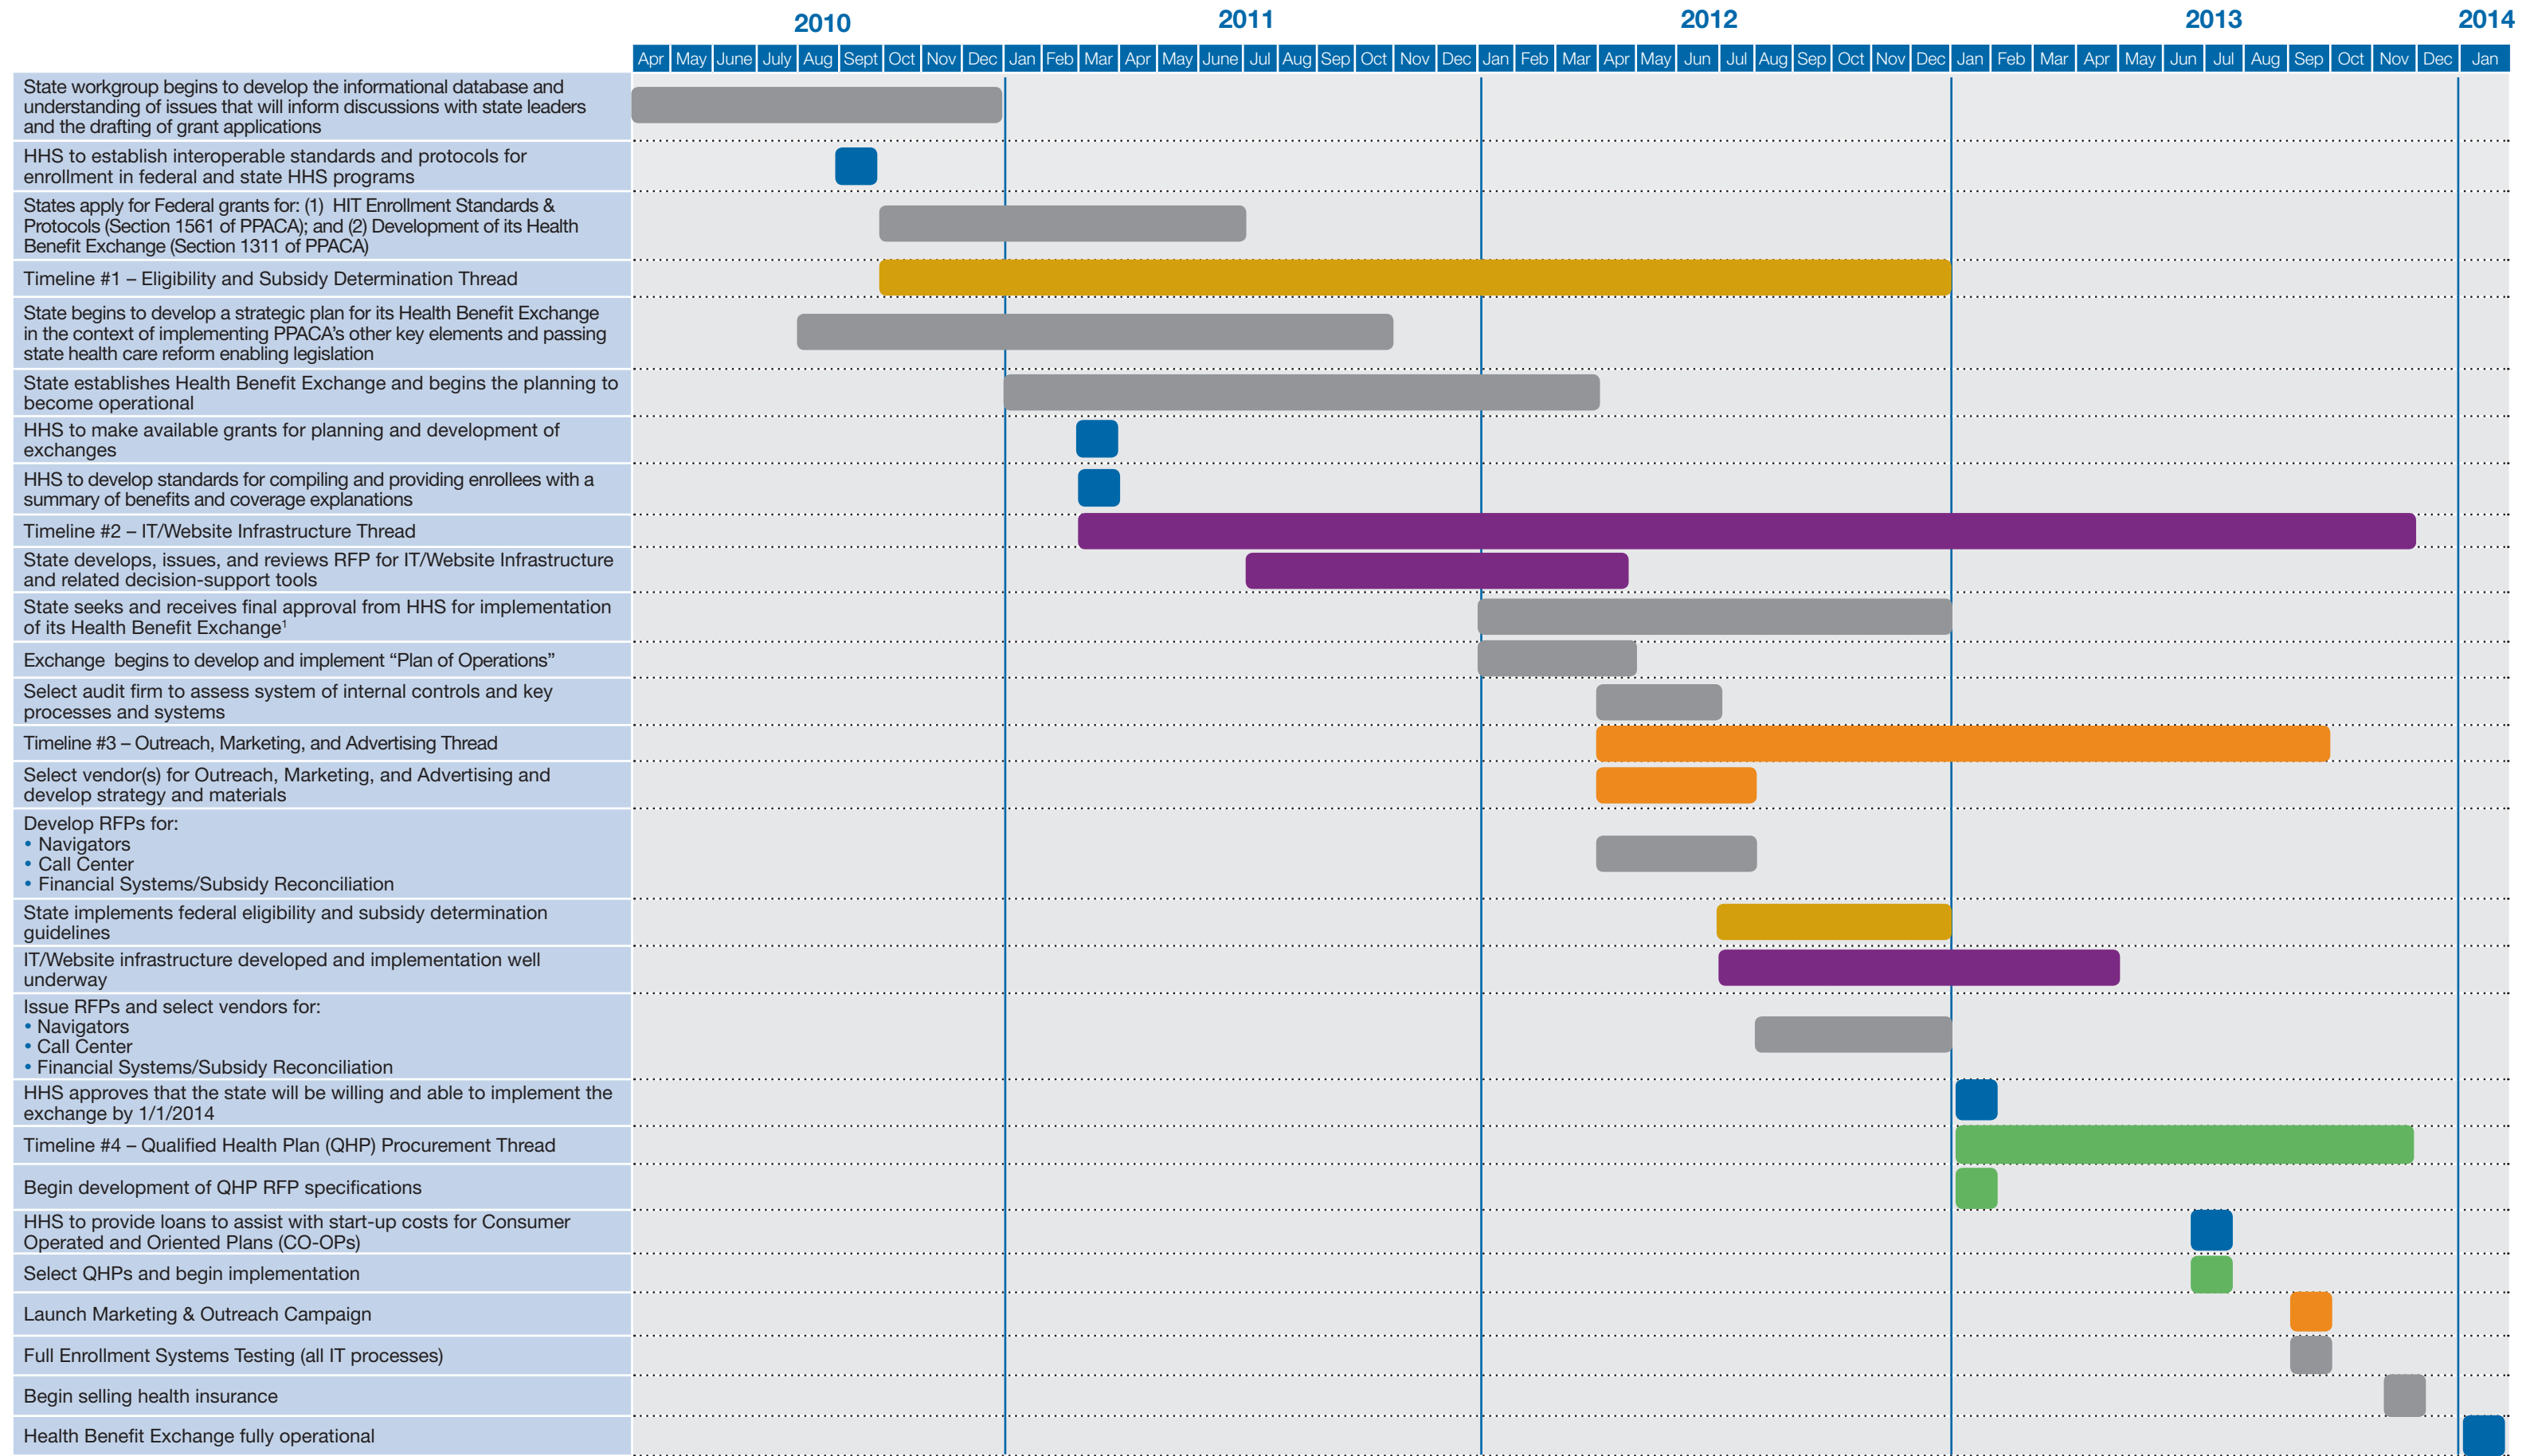 2010 2011 2012 2013 2014
Apr May June July Aug Sept Oct Nov Dec Jan Feb Mar Apr May June Jul Aug Sep Oct Nov Dec Jan Feb Mar Apr May Jun Jul Aug Sep Oct Nov Dec Jan Feb Mar Apr May Jun Jul Aug Sep Oct Nov Dec Jan
State workgroup begins to develop the informational database and
understanding of issues that will inform discussions with state leaders
and the drafting of grant applications
HHS to establish interoperable standards and protocols for
enrollment in federal and state HHS programs
States apply for Federal grants for: (1) HIT Enrollment Standards &
Protocols (Section 1561 of PPACA); and (2) Development of its Health
Benefit Exchange (Section 1311 of PPACA)
Timeline #1 – Eligibility and Subsidy Determination Thread
State begins to develop a strategic plan for its Health Benefit Exchange
in the context of implementing PPACA’s other key elements and passing
state health care reform enabling legislation
State establishes Health Benefit Exchange and begins the planning to
become operational
HHS to make available grants for planning and development of
exchanges
HHS to develop standards for compiling and providing enrollees with a
summary of benefits and coverage explanations
Timeline #2 – IT/Website Infrastructure Thread
State develops, issues, and reviews RFP for IT/Website Infrastructure
and related decision-support tools
State seeks and receives final approval from HHS for implementation
of its Health Benefit Exchange¹
Exchange begins to develop and implement “Plan of Operations”
Select audit firm to assess system of internal controls and key
processes and systems
Timeline #3 – Outreach, Marketing, and Advertising Thread
Select vendor(s) for Outreach, Marketing, and Advertising and
develop strategy and materials
Develop RFPs for:
• Navigators
• Call Center
• Financial Systems/Subsidy Reconciliation
State implements federal eligibility and subsidy determination
guidelines
IT/Website infrastructure developed and implementation well
underway
Issue RFPs and select vendors for:
• Navigators
• Call Center
• Financial Systems/Subsidy Reconciliation
HHS approves that the state will be willing and able to implement the
exchange by 1/1/2014
Timeline #4 – Qualified Health Plan (QHP) Procurement Thread
Begin development of QHP RFP specifications
HHS to provide loans to assist with start-up costs for Consumer
Operated and Oriented Plans (CO-OPs)
Select QHPs and begin implementation
Launch Marketing & Outreach Campaign
Full Enrollment Systems Testing (all IT processes)
Begin selling health insurance
Health Benefit Exchange fully operational